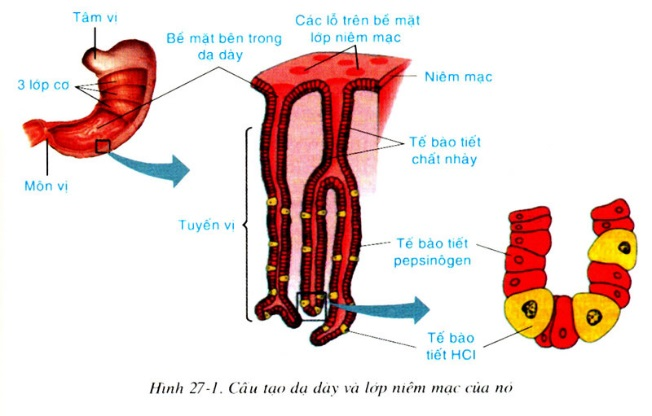 Tâm vị
Bề mặt bên trong
dạ dày
Các lỗ trên bề mặt
lớp niêm mạc
3 lớp cơ
Niêm mạc
Tế bào tiết
chất nhày
Môn vị
Tuyến vị
Tế bào tiết
pepsinôgen
Tế bào
tiết HCl
Hình 27-1. Cấu tạo dạ dày và lớp niêm mạc của nó